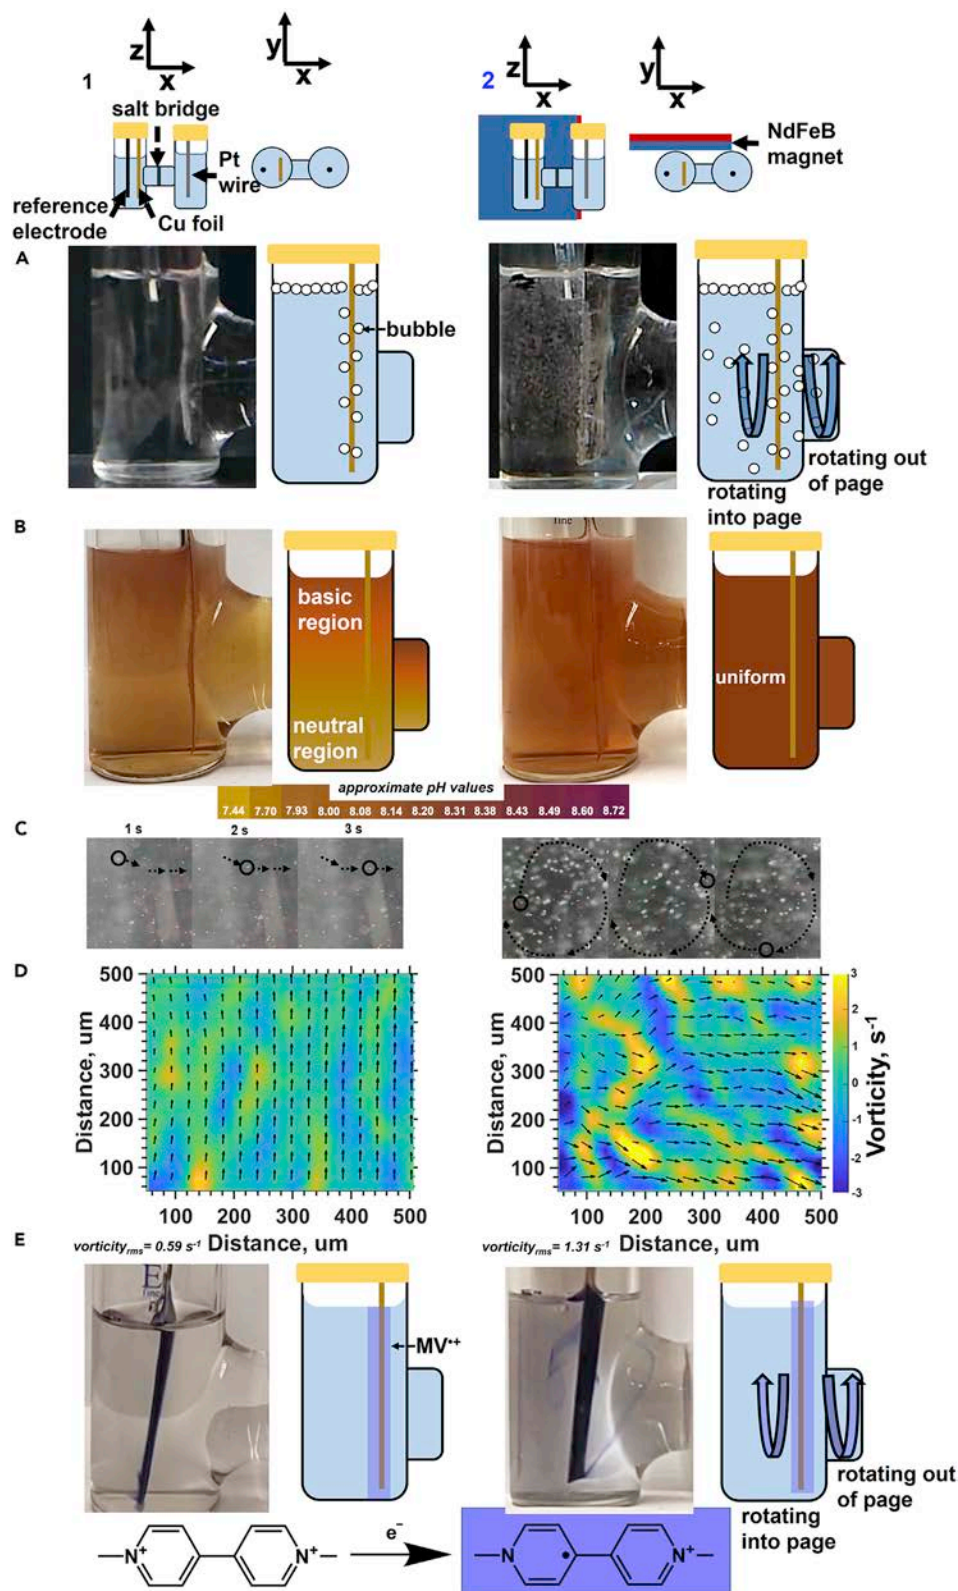 z
x
y
x
1
salt bridge
Pt
wire
reference
electrode
Cu foil
z
x
y
x
2
NdFeB
magnet
A
bubble
rotating out
of page
rotating
into page
B
basic
region
neutral
region
uniform
approximate pH values
7.44 7.70 7.93 8.00 8.08 8.14 8.20 8.31 8.38 8.43 8.49 8.60 8.72
C
1 s 2 s 3 s
D
Distance, um
500
400
300
200
100
100 200 300 400 500
Distance, um
Distance, um
500
400
300
200
100
100 200 300 400 500
Distance, um
3
2
1
0
-1
-2
-3
Vorticity, s-1
E
vorticityrms= 0.59 s-1
vorticityrms= 1.31 s-1
E
MV•+
rotating out
of page
rotating
into page
N+
N+
e−
N
N+